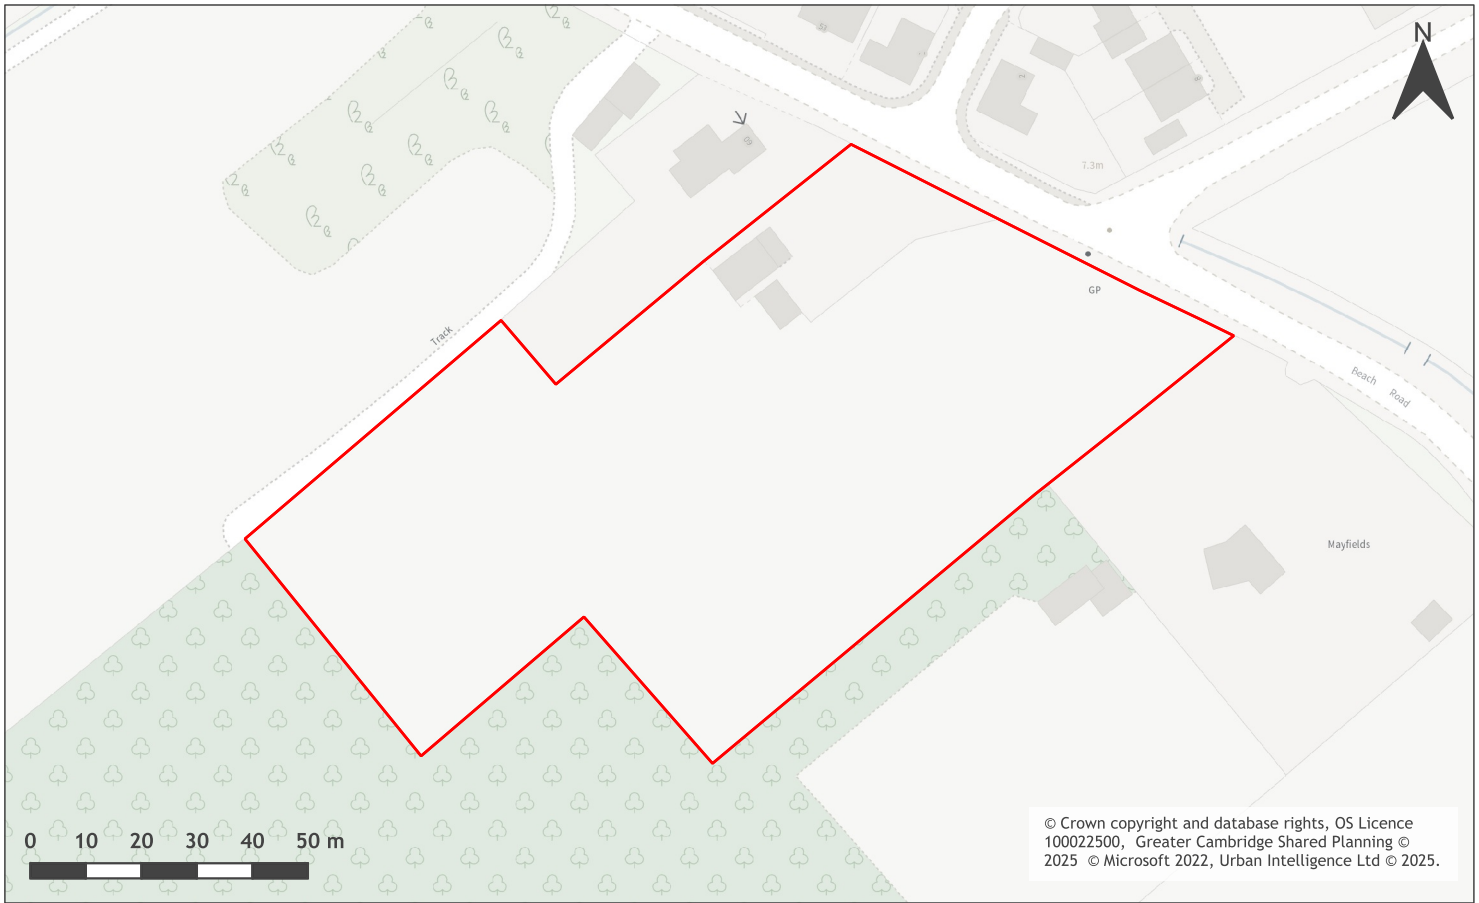 N
7.3m
GP
Track
Beach Road
Mayfields
0 10 20 30 40 50 m
© Crown copyright and database rights, OS Licence
100022500, Greater Cambridge Shared Planning ©
2025 © Microsoft 2022, Urban Intelligence Ltd © 2025.